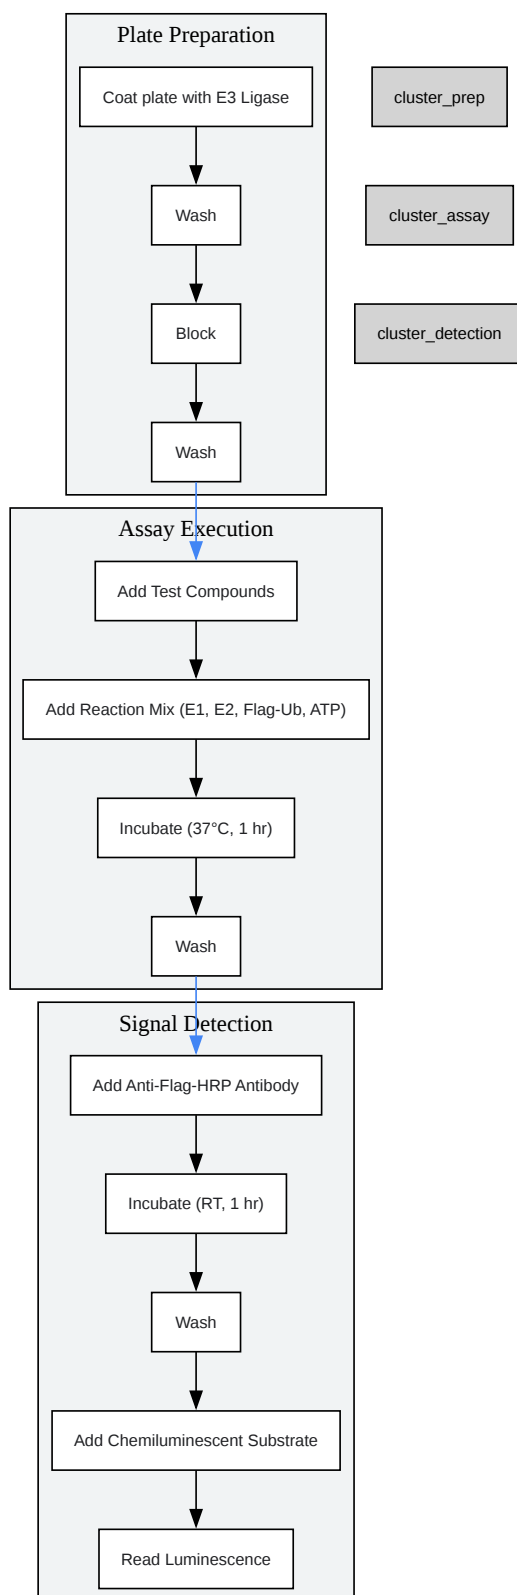 Plate Preparation
Coat plate with E3 Ligase
cluster_prep
Wash
cluster_assay
Block
cluster_detection
Wash
Assay Execution
Add Test Compounds
Add Reaction Mix (E1, E2, Flag-Ub, ATP)
Incubate (37°C, 1 hr)
Wash
Signal Detection
Add Anti-Flag-HRP Antibody
Incubate (RT, 1 hr)
Wash
Add Chemiluminescent Substrate
Read Luminescence